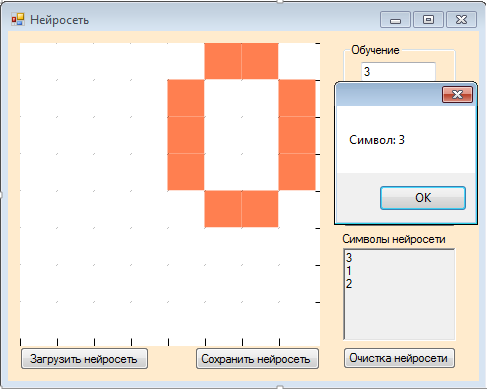 Нейросеть
Обучение
3
Символ: 3
OK
Символы нейросети
3
1
2
Загрузить нейросеть
Сохранить нейросеть
Очистка нейросети